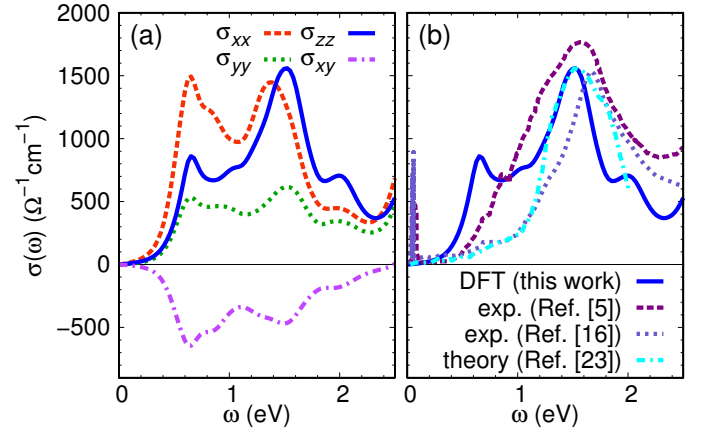 (a) σxx σzz
σyy σxy
(b)
2000
1500
1000
500
0
−500
σ(ω) (Ω⁻¹cm⁻¹)
DFT (this work)
exp. (Ref. [5])
exp. (Ref. [16])
theory (Ref. [23])
0 1 2
0 1 2
ω (eV)
ω (eV)